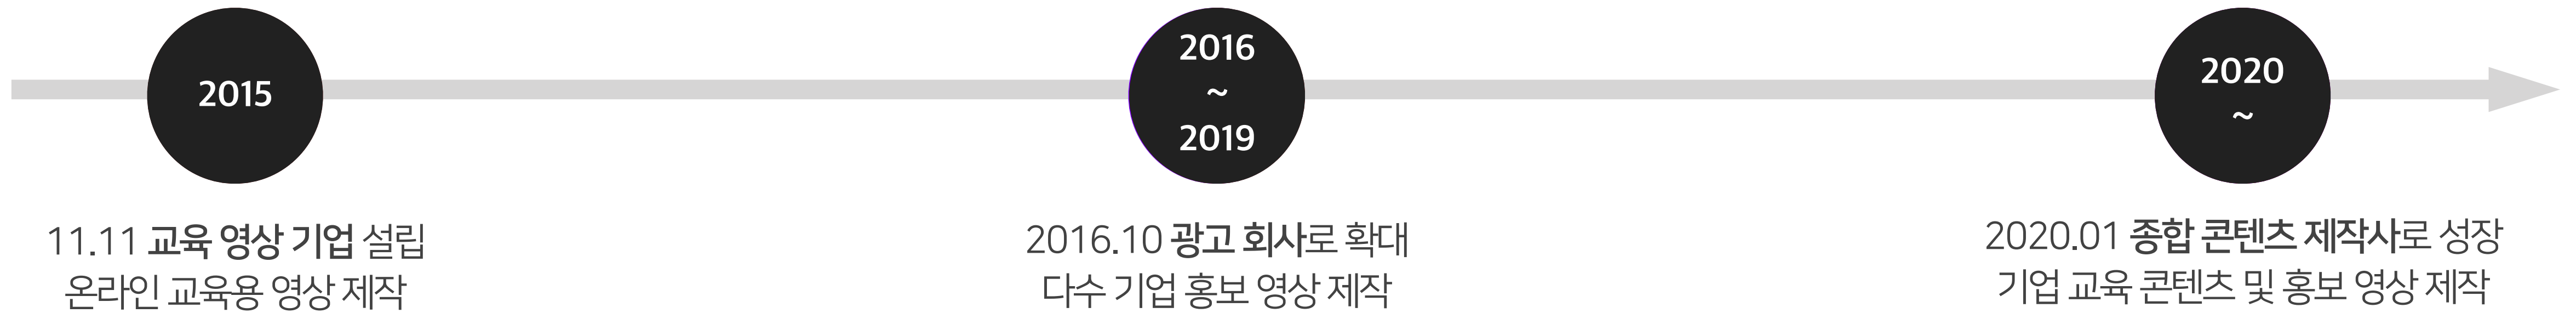 2015
2016
~
2019
2020
~
11.11 교육 영상 기업 설립
온라인 교육용 영상 제작
2016.10 광고 회사로 확대
다수 기업 홍보 영상 제작
2020.01 종합 콘텐츠 제작사로 성장
기업 교육 콘텐츠 및 홍보 영상 제작